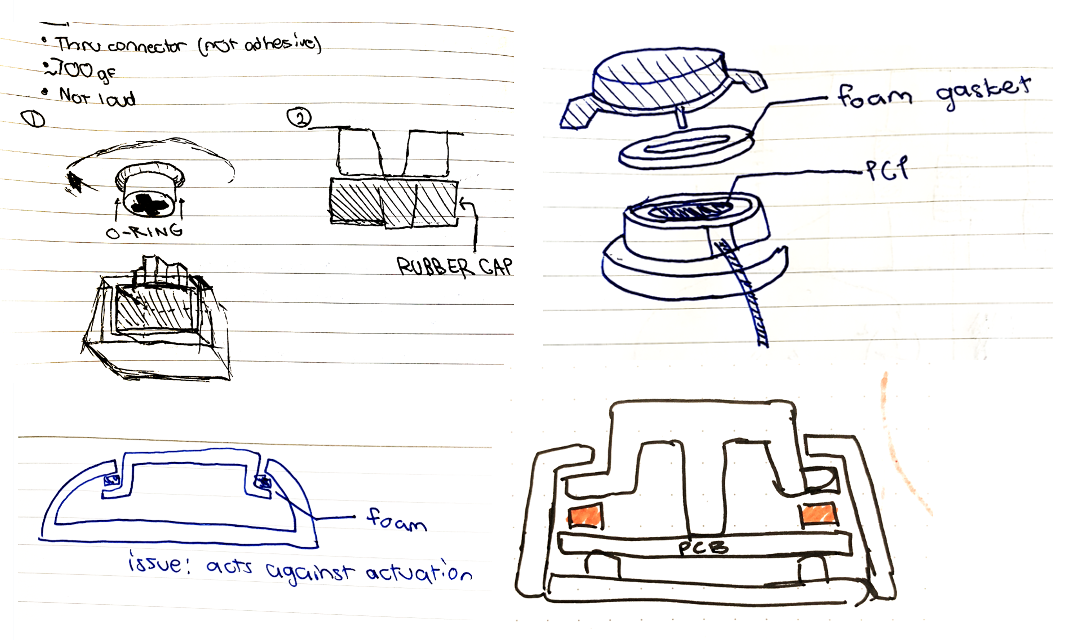 • Thru connector (not adhesive)
• ~700 gf
• Not loud
①
②
O-RING
RUBBER CAP
foam gasket
PCP
foam
issue: acts against actuation
PCB